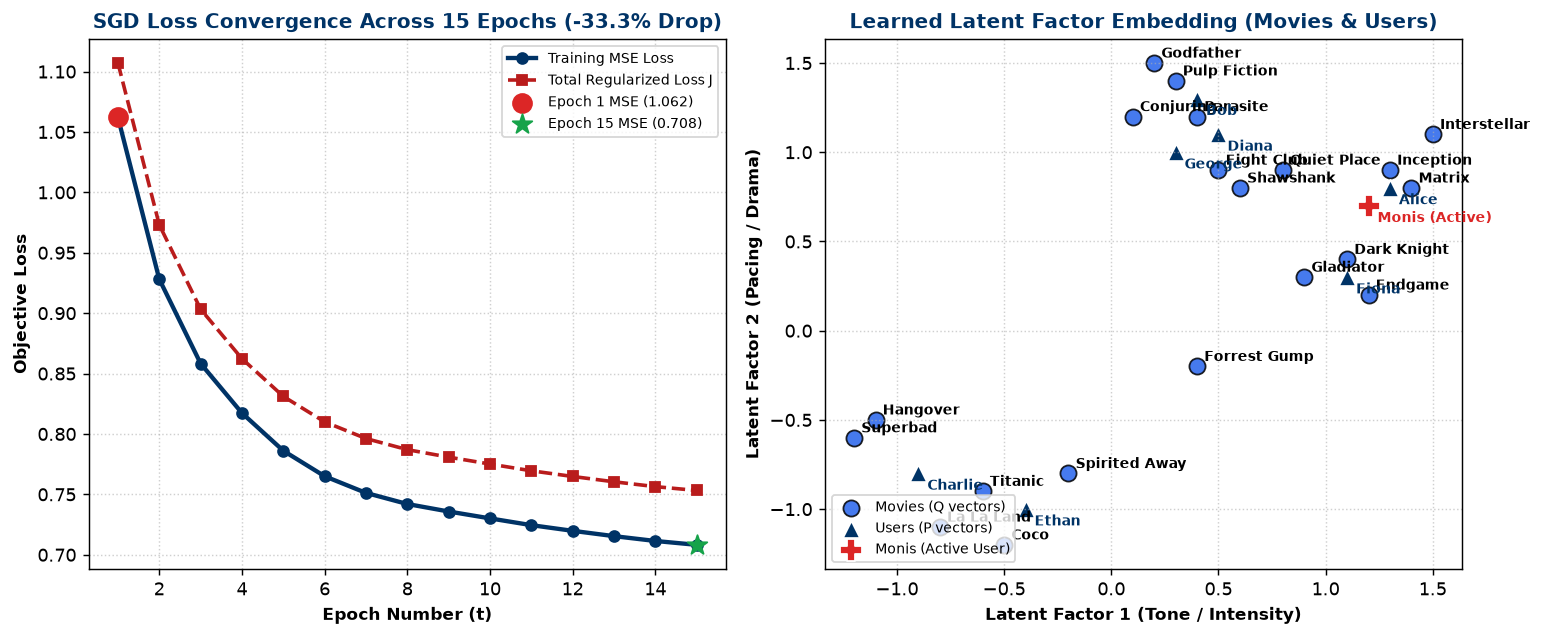 SGD Loss Convergence Across 15 Epochs (-33.3% Drop)
Training MSE Loss
Total Regularized Loss J
Epoch 1 MSE (1.062)
Epoch 15 MSE (0.708)
Objective Loss
1.10
1.05
1.00
0.95
0.90
0.85
0.80
0.75
0.70
2
4
6
8
10
12
14
Epoch Number (t)
Learned Latent Factor Embedding (Movies & Users)
Latent Factor 2 (Pacing / Drama)
1.5
1.0
0.5
0.0
−0.5
−1.0
Godfather
Pulp Fiction
Conjuring
Parasite
Bob
Interstellar
Diana
George
Fight Club
Quiet Place
Inception
Shawshank
Matrix
Alice
Monis (Active)
Dark Knight
Gladiator
Fiona
Endgame
Forrest Gump
Hangover
Superbad
Spirited Away
Charlie
Titanic
La La Land
Ethan
Coco
Movies (Q vectors)
Users (P vectors)
Monis (Active User)
−1.0
−0.5
0.0
0.5
1.0
1.5
Latent Factor 1 (Tone / Intensity)